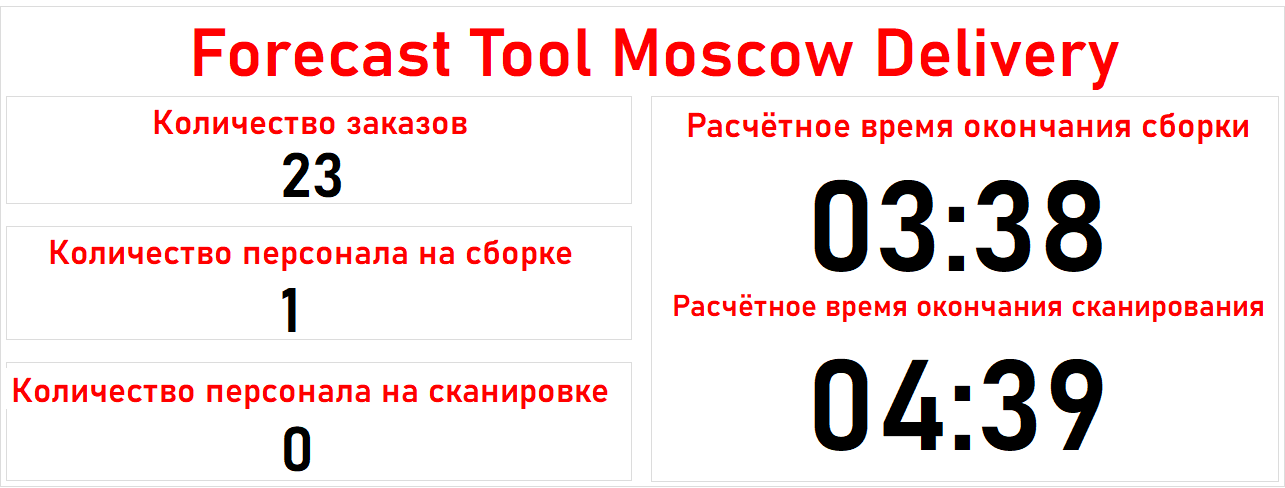 Forecast Tool Moscow Delivery
Количество заказов
23
Количество персонала на сборке
1
Количество персонала на сканировке
0
Расчётное время окончания сборки
03:38
Расчётное время окончания сканирования
04:39